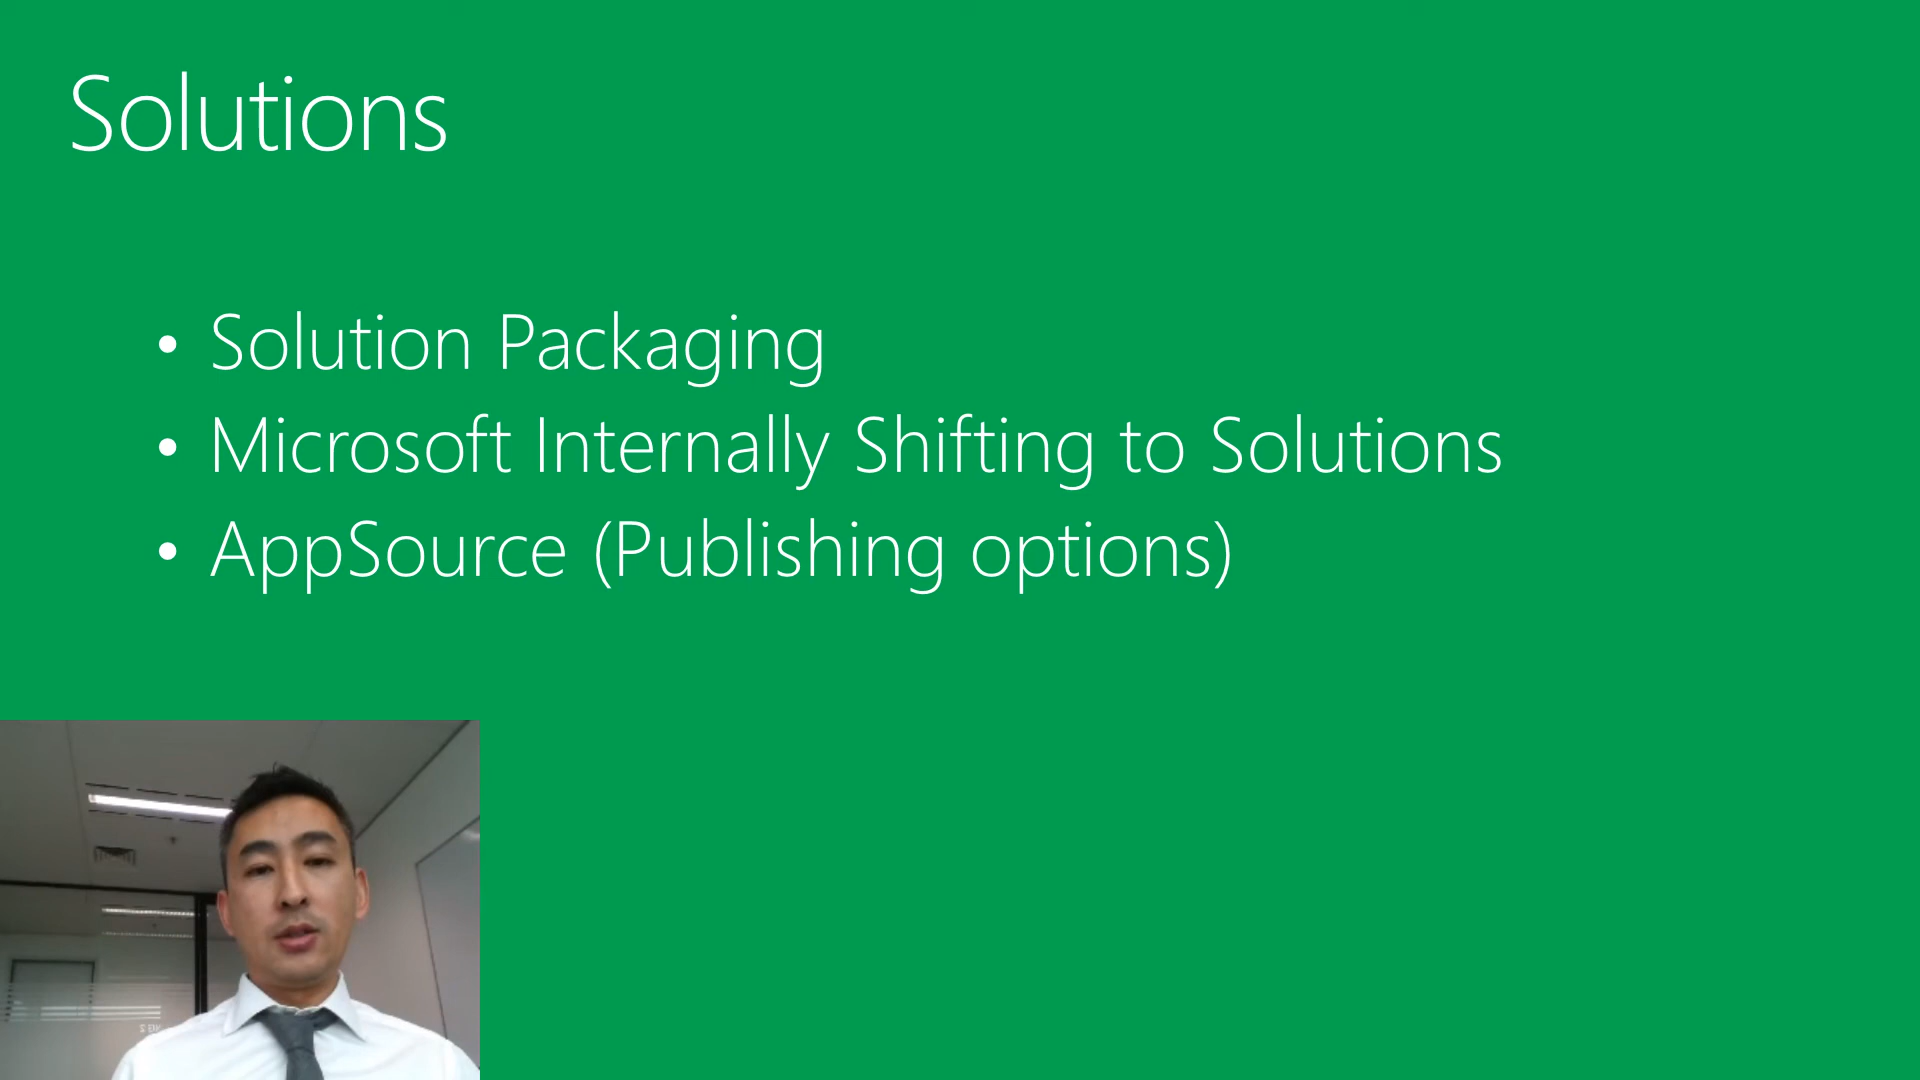 Solutions
• Solution Packaging
• Microsoft Internally Shifting to Solutions
• AppSource (Publishing options)